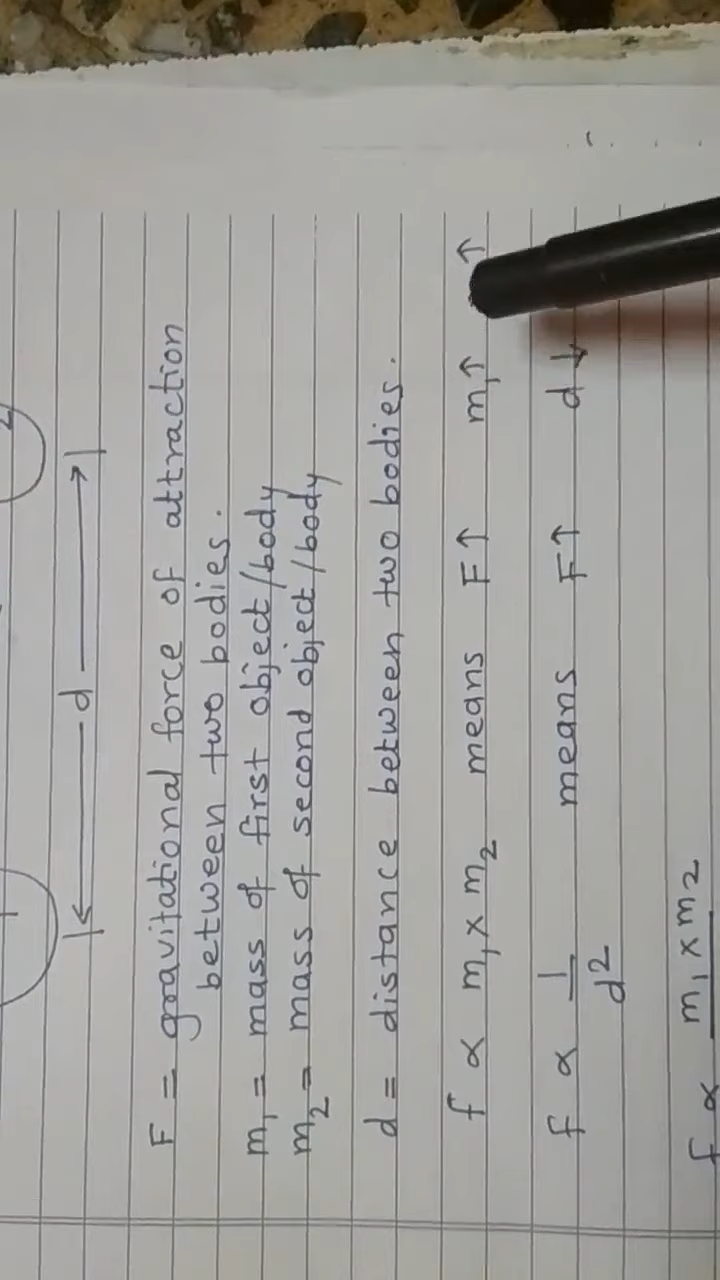 d
F = gravitational force of attraction
between two bodies.
m₁ = mass of first object/body
m₂ = mass of second object/body
d = distance between two bodies.
f ∝ m₁ x m₂ means F↑ m₁↑ ↑
f ∝ 1/d² means F↑ d↓
f ∝ m₁ x m₂